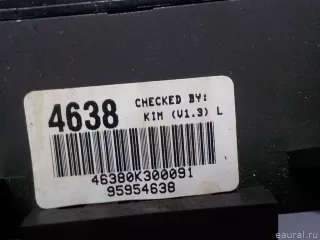 4638
CHECKED BY:
KIM (V1.3) L
46380K300091
95954638
© eaural.ru